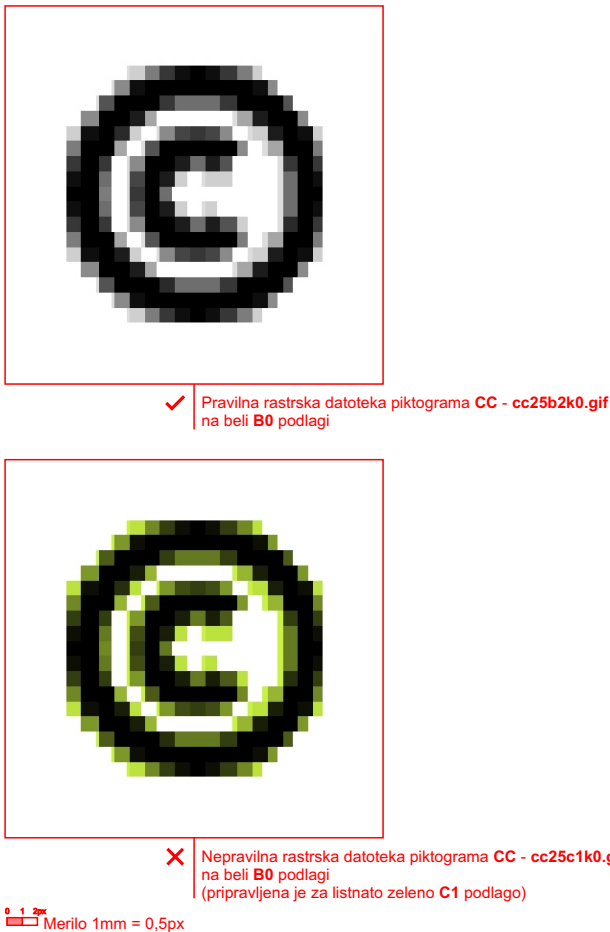 Pravilna rastrska datoteka piktograma CC - cc25b2k0.gif
na beli B0 podlagi
Nepravilna rastrska datoteka piktograma CC - cc25c1k0.g
na beli B0 podlagi
(pripravljena je za listnato zeleno C1 podlago)
0 1 2px
Merilo 1mm = 0,5px